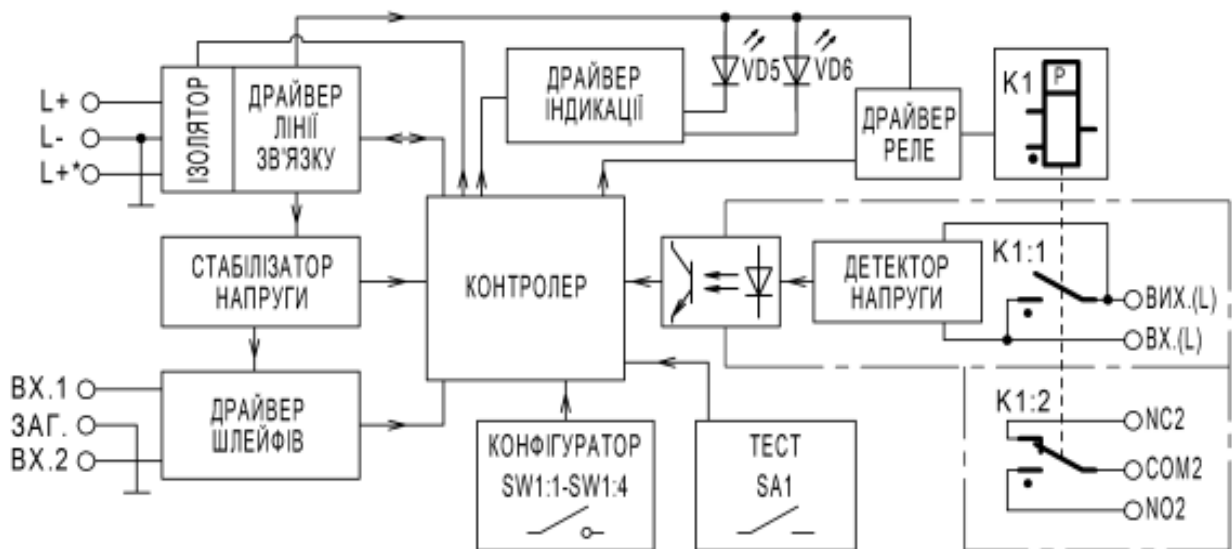 L+
L-
L+*
ІЗОЛЯТОР
ДРАЙВЕР
ЛІНІЇ
ЗВ'ЯЗКУ
ДРАЙВЕР
ІНДИКАЦІЇ
VD5
VD6
ДРАЙВЕР
РЕЛЕ
K1
P
СТАБІЛІЗАТОР
НАПРУГИ
КОНТРОЛЕР
ДЕТЕКТОР
НАПРУГИ
K1:1
ВИХ.(L)
ВХ.(L)
ВХ.1
ЗАГ.
ВХ.2
ДРАЙВЕР
ШЛЕЙФІВ
КОНФІГУРАТОР
SW1:1-SW1:4
ТЕСТ
SA1
K1:2
NC2
COM2
NO2